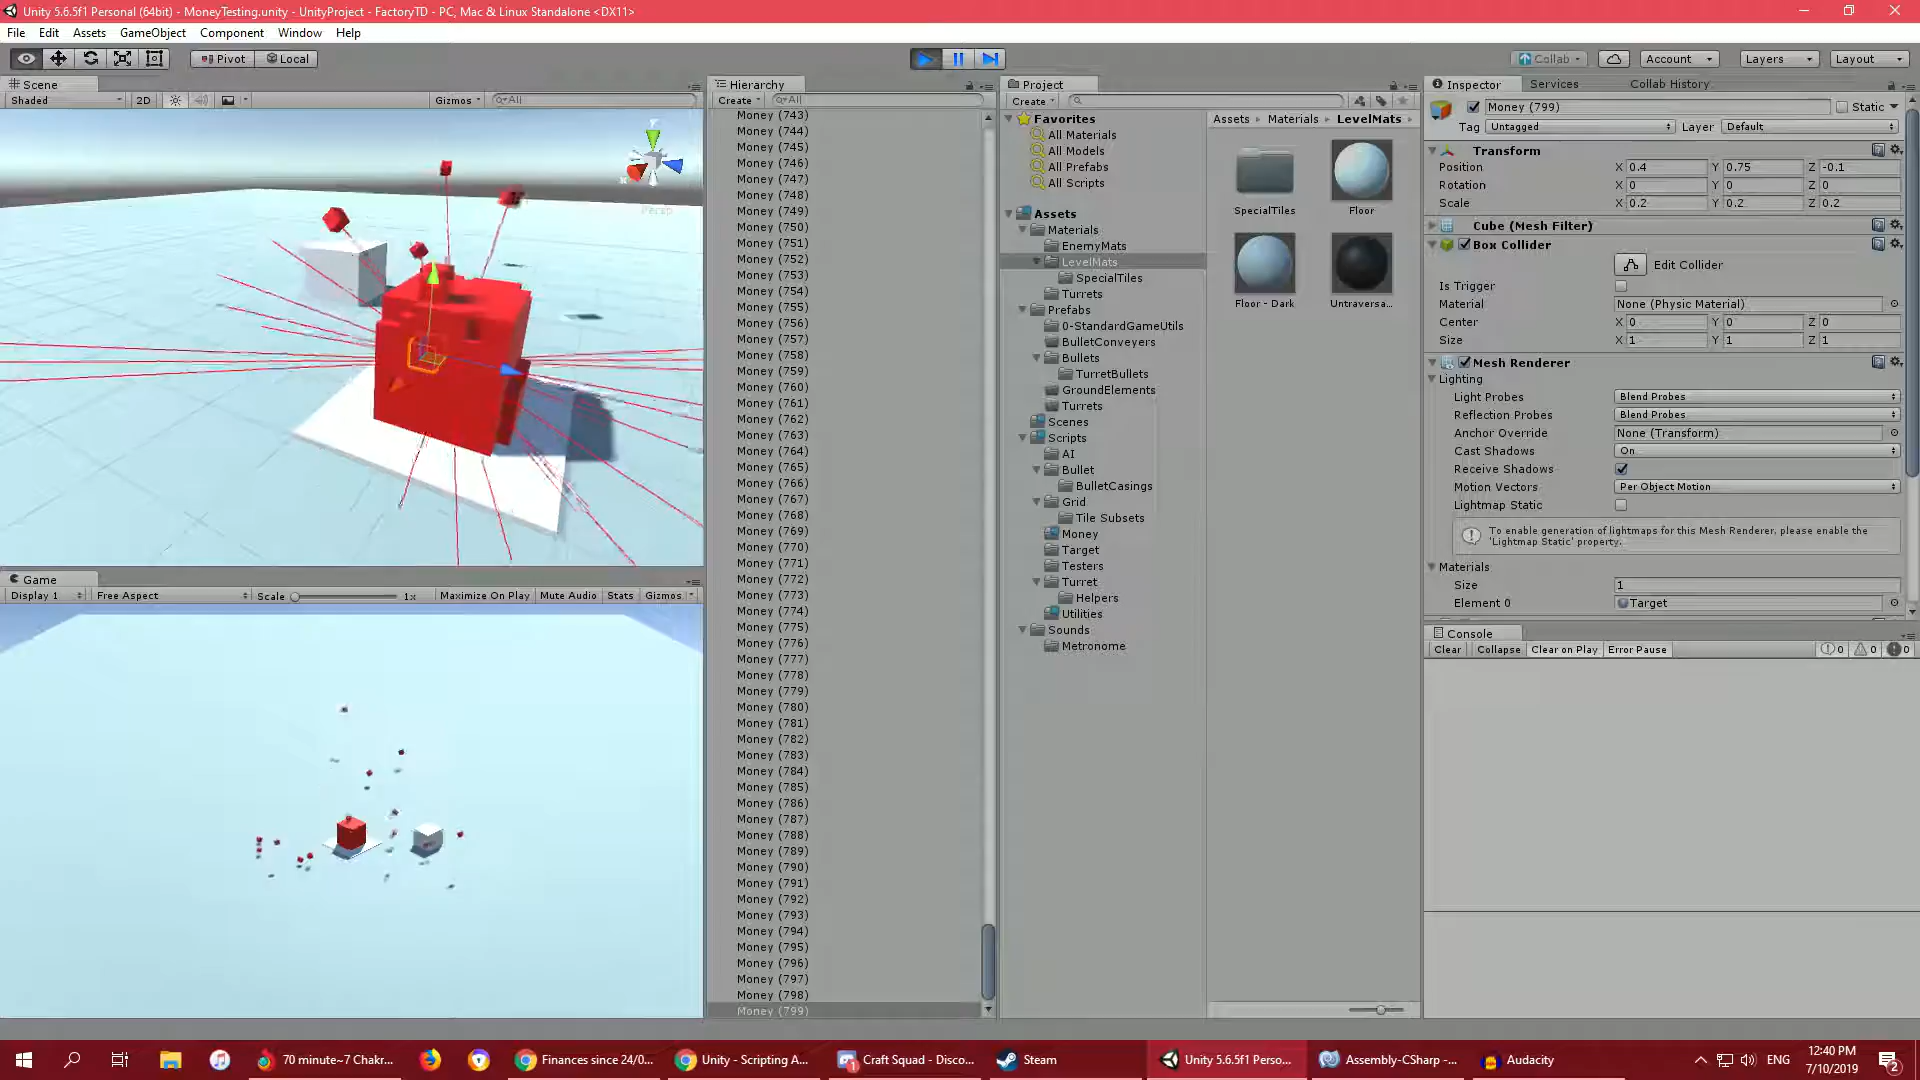 Unity 5.6.5f1 Personal (64bit) - MoneyTesting.unity - UnityProject - FactoryTD - PC, Mac & Linux Standalone <DX11>
File Edit Assets GameObject Component Window Help
Pivot Local Collab Account Layers Layout
Scene
Shaded 2D Gizmos All
Persp
Game
Display 1 Free Aspect Scale 1x Maximize On Play Mute Audio Stats Gizmos
Hierarchy
Create All
Money (743)
Money (744)
Money (745)
Money (746)
Money (747)
Money (748)
Money (749)
Money (750)
Money (751)
Money (752)
Money (753)
Money (754)
Money (755)
Money (756)
Money (757)
Money (758)
Money (759)
Money (760)
Money (761)
Money (762)
Money (763)
Money (764)
Money (765)
Money (766)
Money (767)
Money (768)
Money (769)
Money (770)
Money (771)
Money (772)
Money (773)
Money (774)
Money (775)
Money (776)
Money (777)
Money (778)
Money (779)
Money (780)
Money (781)
Money (782)
Money (783)
Money (784)
Money (785)
Money (786)
Money (787)
Money (788)
Money (789)
Money (790)
Money (791)
Money (792)
Money (793)
Money (794)
Money (795)
Money (796)
Money (797)
Money (798)
Money (799)
Project
Create
Favorites
All Materials
All Models
All Prefabs
All Scripts
Assets
Materials
EnemyMats
LevelMats
SpecialTiles
Turrets
Prefabs
0-StandardGameUtils
BulletConveyers
Bullets
TurretBullets
GroundElements
Turrets
Scenes
Scripts
AI
Bullet
BulletCasings
Grid
Tile Subsets
Money
Target
Testers
Turret
Helpers
Utilities
Sounds
Metronome
Assets Materials LevelMats
SpecialTiles Floor
Floor - Dark Untraversa...
Inspector Services Collab History
Money (799) Static
Tag Untagged Layer Default
Transform
Position X 0.4 Y 0.75 Z -0.1
Rotation X 0 Y 0 Z 0
Scale X 0.2 Y 0.2 Z 0.2
Cube (Mesh Filter)
Box Collider
Edit Collider
Is Trigger
Material None (Physic Material)
Center X 0 Y 0 Z 0
Size X 1 Y 1 Z 1
Mesh Renderer
Lighting
Light Probes Blend Probes
Reflection Probes Blend Probes
Anchor Override None (Transform)
Cast Shadows On
Receive Shadows
Motion Vectors Per Object Motion
Lightmap Static
To enable generation of lightmaps for this Mesh Renderer, please enable the
'Lightmap Static' property.
Materials
Size 1
Element 0 Target
Console
Clear Collapse Clear on Play Error Pause 0 0 0
70 minute~7 Chakr... Finances since 24/0... Unity - Scripting A... Craft Squad - Disco... Steam Unity 5.6.5f1 Perso... Assembly-CSharp -... Audacity ENG
12:40 PM
7/10/2019
2